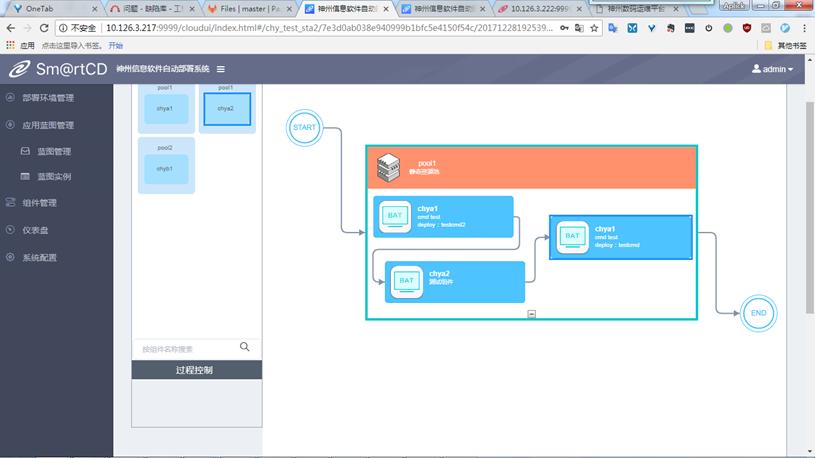 OneTab
问题 - 缺陷库 - 工
Files | master | Pa
神州信息软件自动部
神州信息软件自动部
10.126.3.222:999
神州数码运维平台
Aplick
不安全
10.126.3.217:9999/cloudui/index.html#/chy_test_sta2/7e3d0ab038e940999b1bfc5e4150f54c/20171228192539...
应用
点击这里导入书签。
开始
其他书签
Sm@rtCD
神州信息软件自动部署系统
admin
部署环境管理
应用蓝图管理
蓝图管理
蓝图实例
组件管理
仪表盘
系统配置
pool1
chya1
pool1
chya2
pool2
chyb1
按组件名称搜索
过程控制
START
pool1
静态资源池
BAT
chya1
cmd test
deploy：testcmd2
BAT
chya2
测试组件
BAT
chya1
cmd test
deploy：testcmd
END